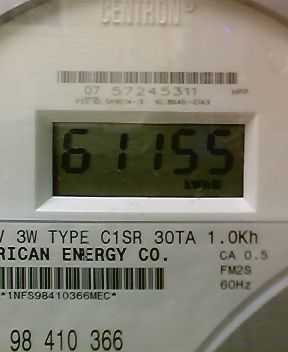 CENTRON
07 57245311 HPP
61155
kWh
V 3W TYPE C1SR 30TA 1.0Kh
RICAN ENERGY CO. CA 0.5
FM2S
*1NFS98410366MEC* 60Hz
98 410 366